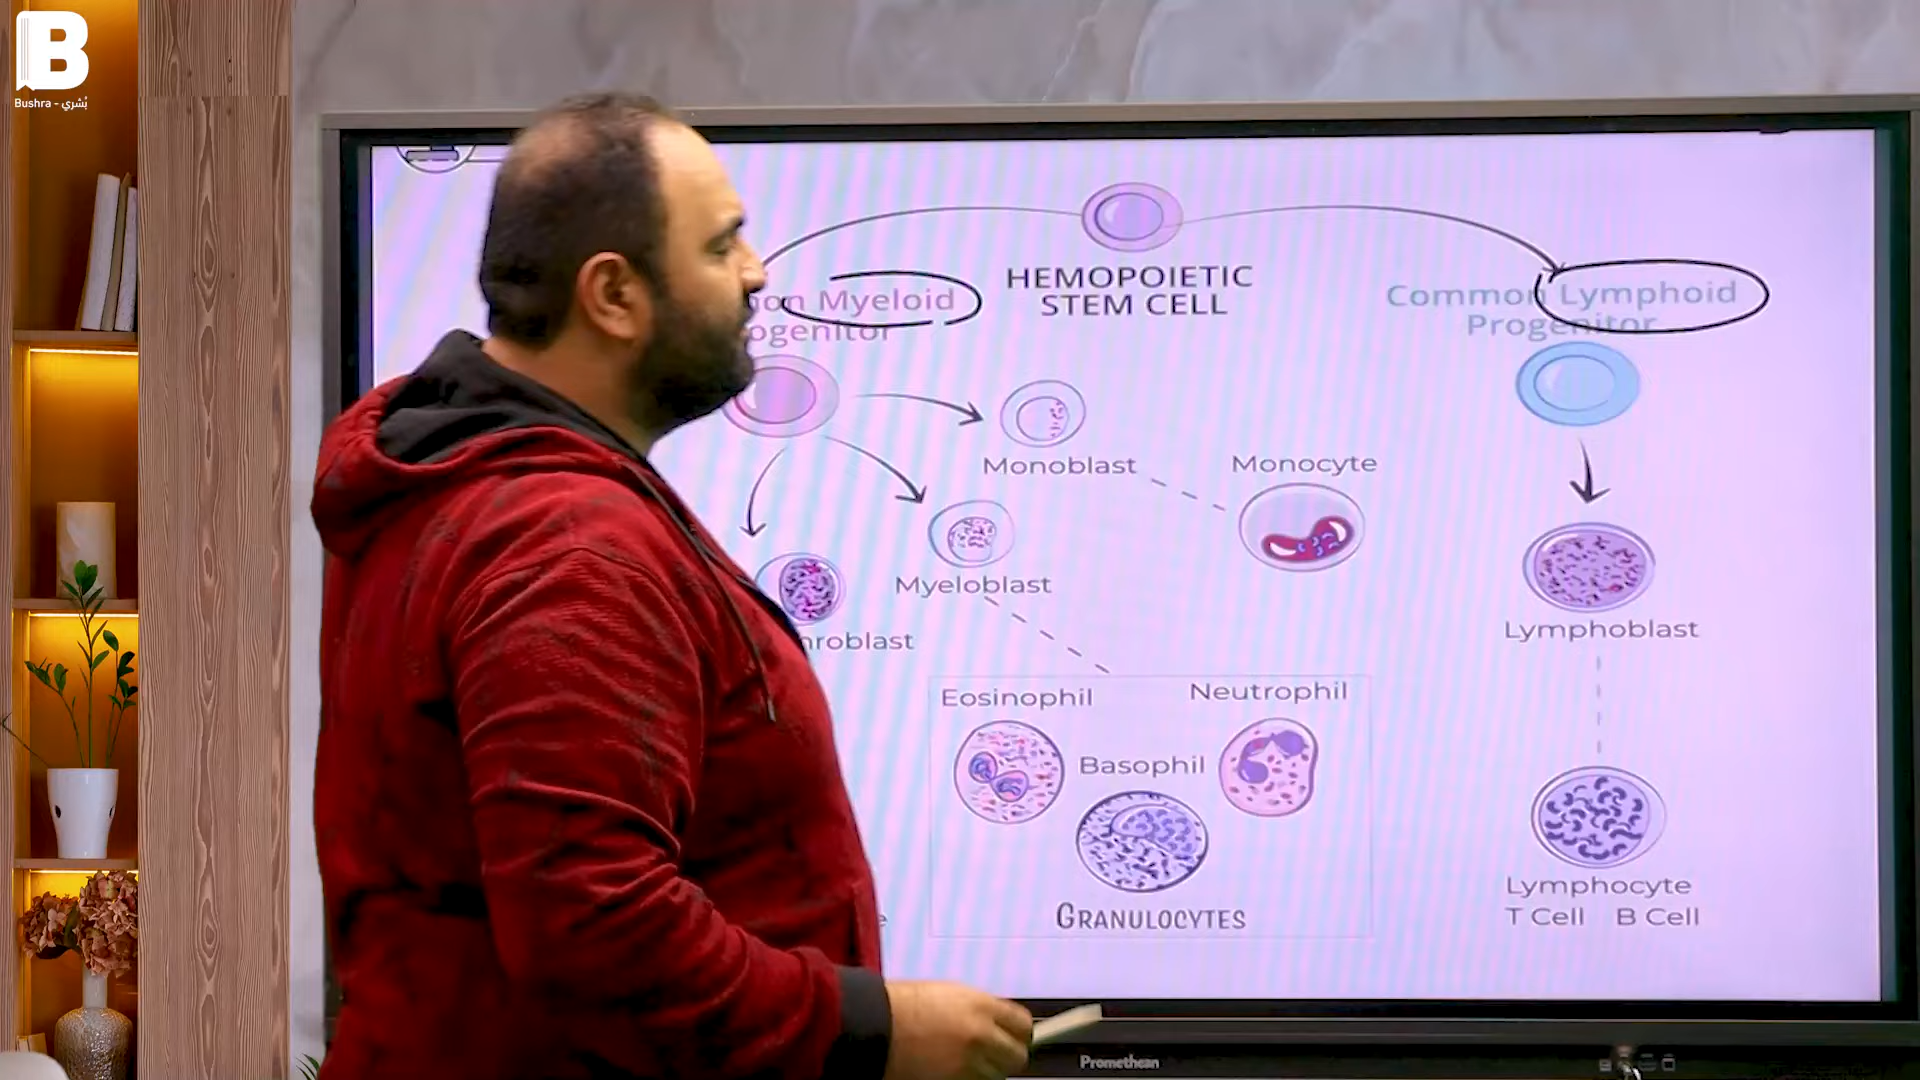 B
Bushra - بُشري
HEMOPOIETIC
STEM CELL
Myeloid
Common Lymphoid
Progenitor
Monoblast
Monocyte
Myeloblast
Lymphoblast
Eosinophil
Neutrophil
Basophil
GRANULOCYTES
Lymphocyte
T Cell B Cell
Promethean